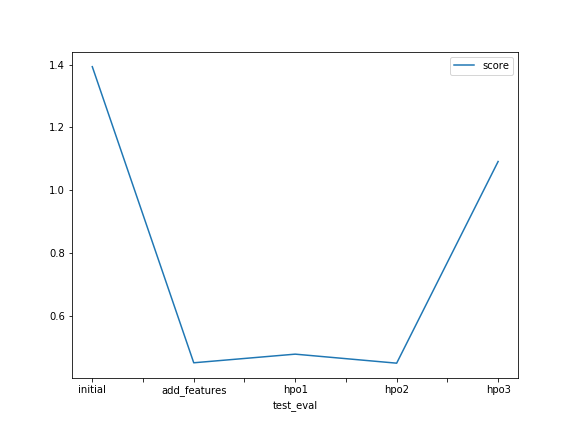 score
1.4
1.2
1.0
0.8
0.6
initial add_features hpo1 hpo2 hpo3
test_eval